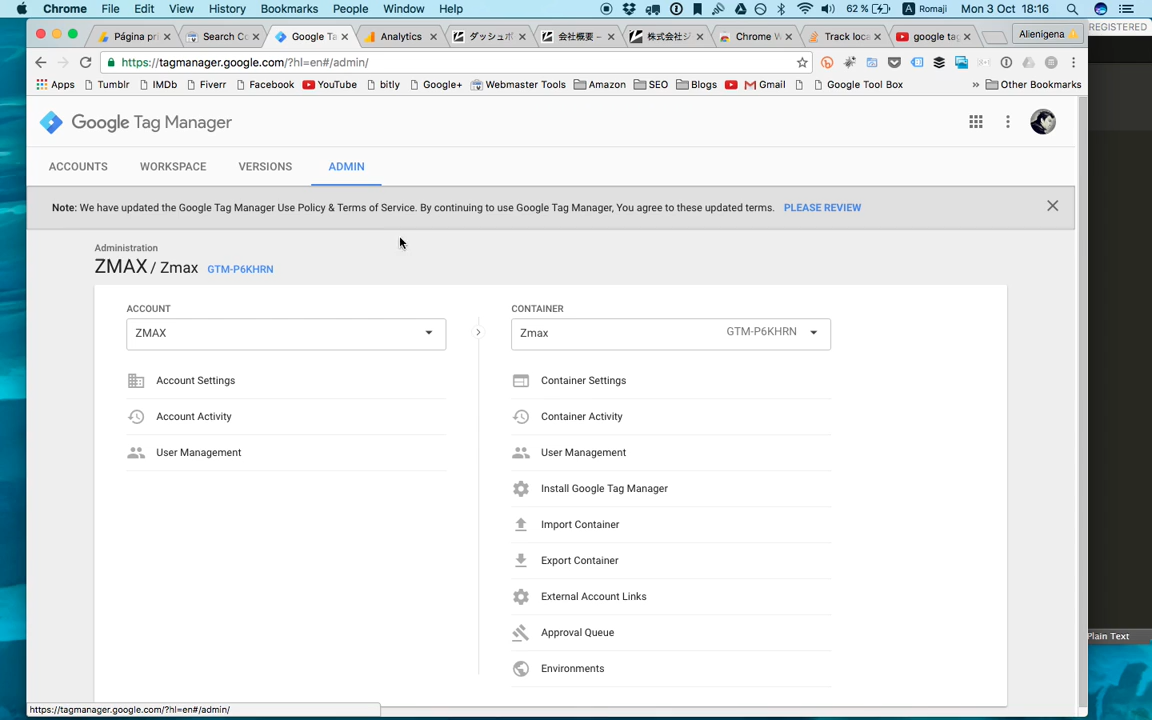 Chrome File Edit View History Bookmarks People Window Help 62 % A Romaji Mon 3 Oct 18:16
Página pri Search Co Google Ta Analytics ダッシュボ 会社概要 – 株式会社ジ Chrome W Track loca google tag Alienigena
REGISTERED
https://tagmanager.google.com/?hl=en#/admin/
Apps Tumblr IMDb Fiverr Facebook YouTube bitly Google+ Webmaster Tools Amazon SEO Blogs Gmail Google Tool Box » Other Bookmarks
Google Tag Manager
ACCOUNTS WORKSPACE VERSIONS ADMIN
Note: We have updated the Google Tag Manager Use Policy & Terms of Service. By continuing to use Google Tag Manager, You agree to these updated terms. PLEASE REVIEW
Administration
ZMAX / Zmax GTM-P6KHRN
ACCOUNT
ZMAX
Account Settings
Account Activity
User Management
CONTAINER
Zmax GTM-P6KHRN
Container Settings
Container Activity
User Management
Install Google Tag Manager
Import Container
Export Container
External Account Links
Approval Queue
Environments
Plain Text
https://tagmanager.google.com/?hl=en#/admin/